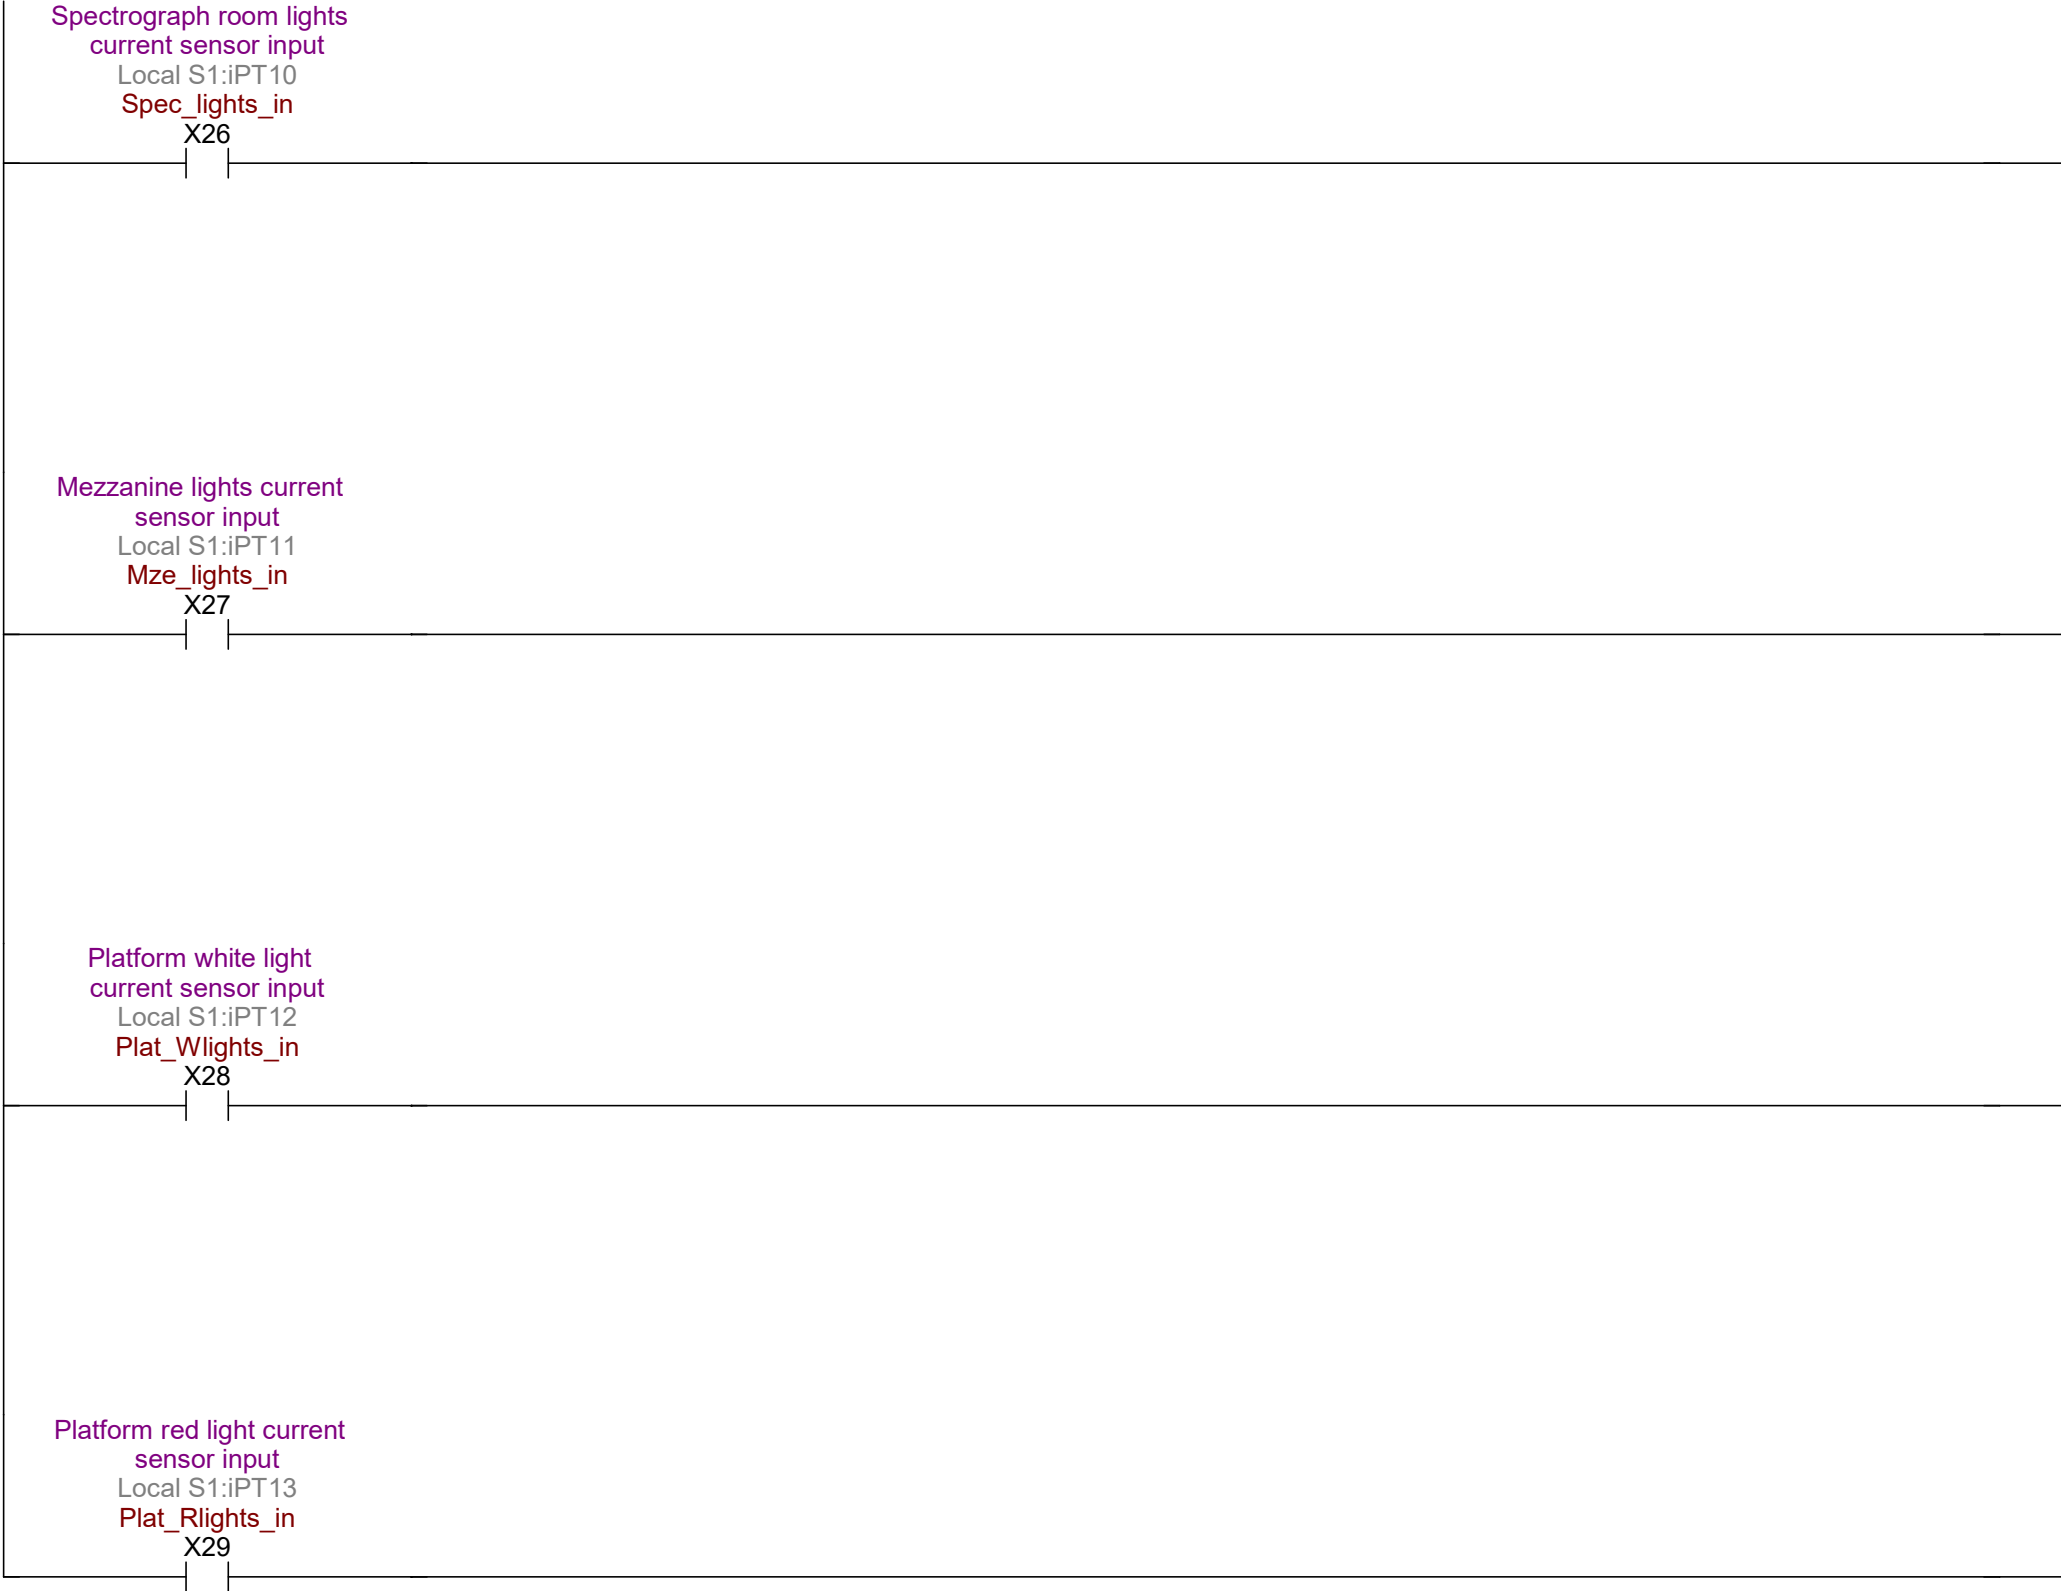 Spectrograph room lights
current sensor input
Local S1:iPT10
Spec_lights_in
X26
Mezzanine lights current
sensor input
Local S1:iPT11
Mze_lights_in
X27
Platform white light
current sensor input
Local S1:iPT12
Plat_Wlights_in
X28
Platform red light current
sensor input
Local S1:iPT13
Plat_Rlights_in
X29